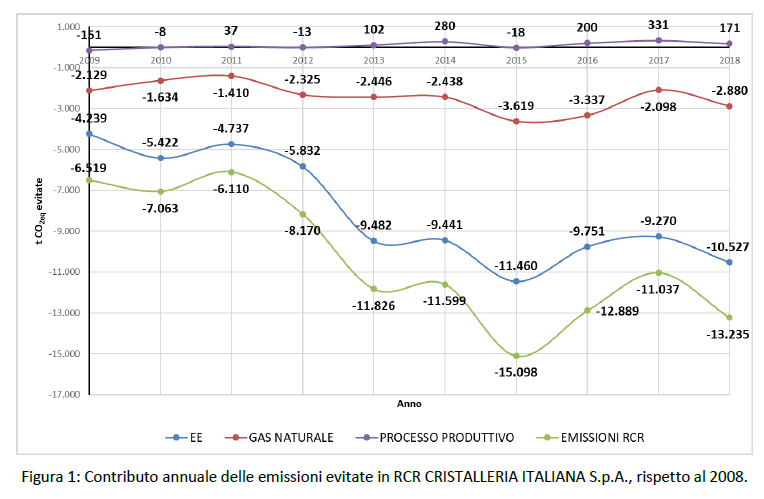 1.000
-151 -8 37 -13 102 280 -18 200 331 171
2009 2010 2011 2012 2013 2014 2015 2016 2017 2018
-1.000
-2.129 -1.634 -1.410 -2.325 -2.446 -2.438 -3.619 -3.337 -2.098 -2.880
-3.000
-4.239 -5.422 -4.737 -5.832 -9.482 -9.441 -11.460 -9.751 -9.270 -10.527
-5.000
-6.519 -7.063 -6.110 -8.170 -11.826 -11.599 -15.098 -12.889 -11.037 -13.235
-7.000
-9.000
-11.000
-13.000
-15.000
-17.000
t CO2eq evitate
Anno
EE GAS NATURALE PROCESSO PRODUTTIVO EMISSIONI RCR
Figura 1: Contributo annuale delle emissioni evitate in RCR CRISTALLERIA ITALIANA S.p.A., rispetto al 2008.